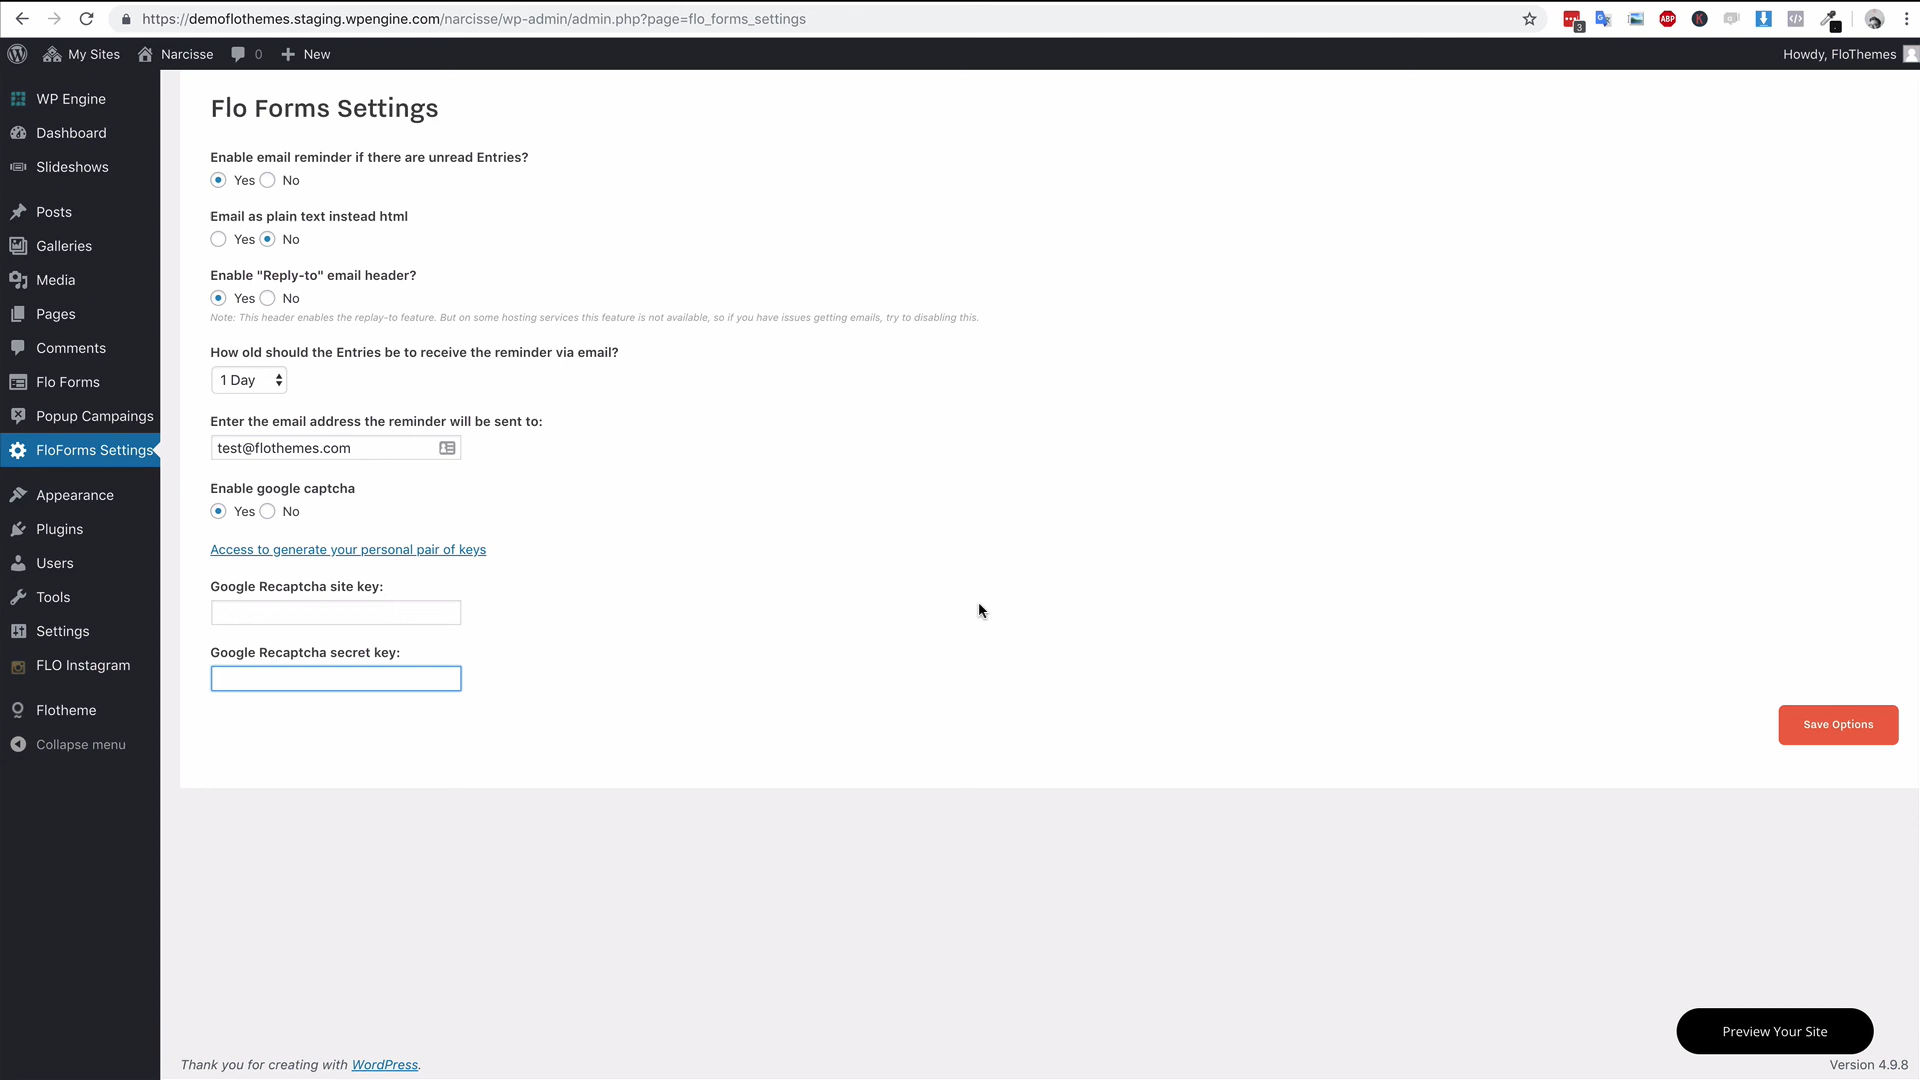 https://demoflothemes.staging.wpengine.com/narcisse/wp-admin/admin.php?page=flo_forms_settings
ABP
K
3
My Sites
Narcisse
0
New
Howdy, FloThemes
WP Engine
Dashboard
Slideshows
Posts
Galleries
Media
Pages
Comments
Flo Forms
Popup Campaings
FloForms Settings
Appearance
Plugins
Users
Tools
Settings
FLO Instagram
Flotheme
Collapse menu
Flo Forms Settings
Enable email reminder if there are unread Entries?
Yes No
Email as plain text instead html
Yes No
Enable "Reply-to" email header?
Yes No
Note: This header enables the replay-to feature. But on some hosting services this feature is not available, so if you have issues getting emails, try to disabling this.
How old should the Entries be to receive the reminder via email?
1 Day
Enter the email address the reminder will be sent to:
test@flothemes.com
Enable google captcha
Yes No
Access to generate your personal pair of keys
Google Recaptcha site key:
Google Recaptcha secret key:
Save Options
Preview Your Site
Thank you for creating with WordPress.
Version 4.9.8